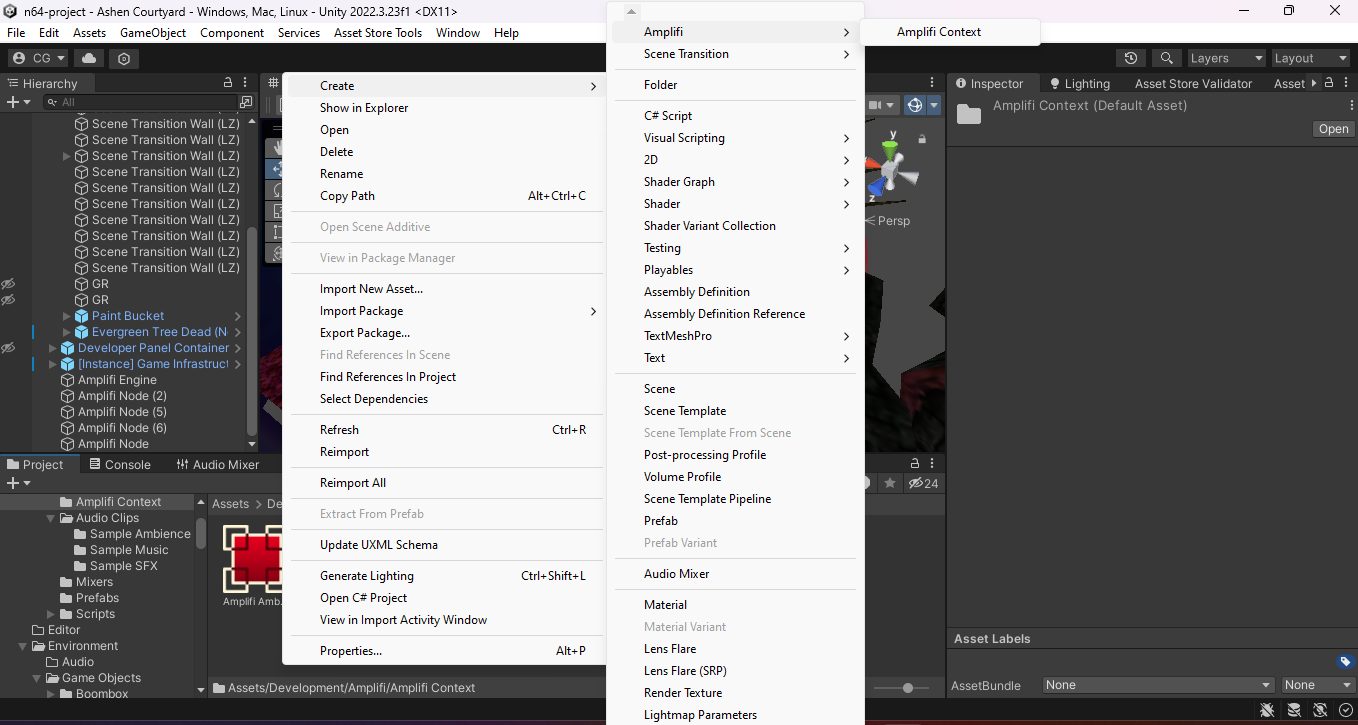 n64-project - Ashen Courtyard - Windows, Mac, Linux - Unity 2022.3.23f1 <DX11>
File Edit Assets GameObject Component Services Asset Store Tools Window Help
CG
Layers
Layout
Hierarchy
All
Scene Transition Wall (LZ)
Scene Transition Wall (LZ)
Scene Transition Wall (LZ)
Scene Transition Wall (LZ)
Scene Transition Wall (LZ)
Scene Transition Wall (LZ)
Scene Transition Wall (LZ)
Scene Transition Wall (LZ)
Scene Transition Wall (LZ)
Scene Transition Wall (LZ)
GR
GR
Paint Bucket
Evergreen Tree Dead (N
Developer Panel Container
[Instance] Game Infrastruct
Amplifi Engine
Amplifi Node (2)
Amplifi Node (5)
Amplifi Node (6)
Amplifi Node
Project
Console
Audio Mixer
Amplifi Context
Audio Clips
Sample Ambience
Sample Music
Sample SFX
Mixers
Prefabs
Scripts
Editor
Environment
Audio
Game Objects
Boombox
Assets > De
Amplifi Amb...
Assets/Development/Amplifi/Amplifi Context
24
Create
Show in Explorer
Open
Delete
Rename
Copy Path Alt+Ctrl+C
Open Scene Additive
View in Package Manager
Import New Asset...
Import Package
Export Package...
Find References In Scene
Find References In Project
Select Dependencies
Refresh Ctrl+R
Reimport
Reimport All
Extract From Prefab
Update UXML Schema
Generate Lighting Ctrl+Shift+L
Open C# Project
View in Import Activity Window
Properties... Alt+P
Amplifi
Scene Transition
Folder
C# Script
Visual Scripting
2D
Shader Graph
Shader
Shader Variant Collection
Testing
Playables
Assembly Definition
Assembly Definition Reference
TextMeshPro
Text
Scene
Scene Template
Scene Template From Scene
Post-processing Profile
Volume Profile
Scene Template Pipeline
Prefab
Prefab Variant
Audio Mixer
Material
Material Variant
Lens Flare
Lens Flare (SRP)
Render Texture
Lightmap Parameters
Amplifi Context
y
z
Persp
Inspector
Lighting
Asset Store Validator
Asset
Amplifi Context (Default Asset)
Open
Asset Labels
AssetBundle
None
None